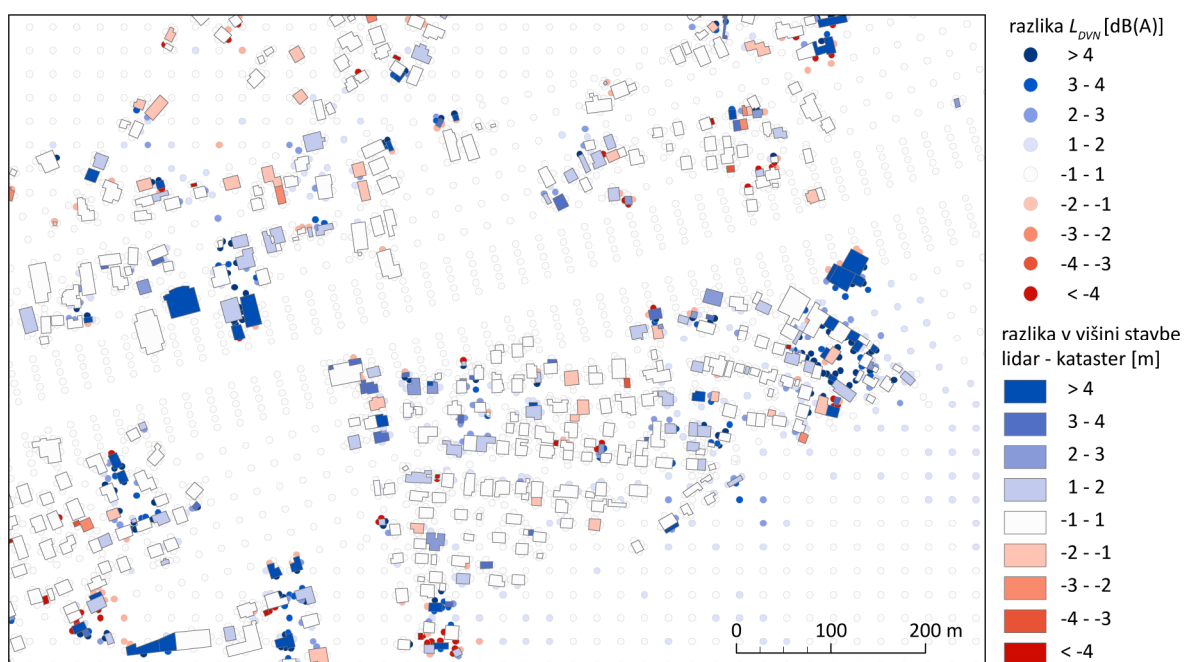 razlika L_DVN [dB(A)]
> 4
3 - 4
2 - 3
1 - 2
-1 - 1
-2 - -1
-3 - -2
-4 - -3
< -4
razlika v višini stavbe
lidar - kataster [m]
> 4
3 - 4
2 - 3
1 - 2
-1 - 1
-2 - -1
-3 - -2
-4 - -3
< -4
0 100 200 m